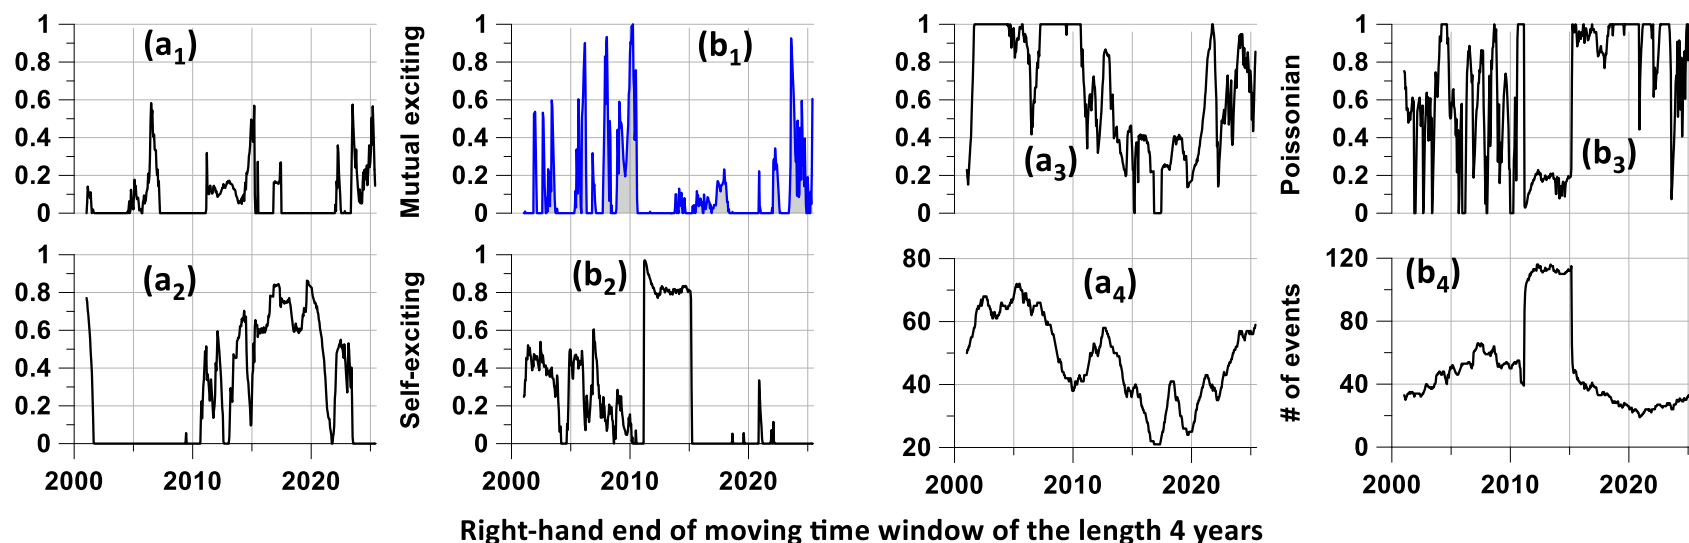 1 1 1 1
(a1) Mutual exciting (b1) Poissonian
0.8 0.8 0.8 0.8
0.6 0.6 0.6 0.6
0.4 0.4 0.4 0.4
(a3) (b3)
0.2 0.2 0.2 0.2
0 0 0 0
1 1 80 120
(a2) Self-exciting (b2) (a4) # of events (b4)
0.8 0.8
0.6 0.6 60 80
0.4 0.4 40 40
0.2 0.2
0 0 20 0
2000 2010 2020 2000 2010 2020 2000 2010 2020 2000 2010 2020
Right-hand end of moving time window of the length 4 years